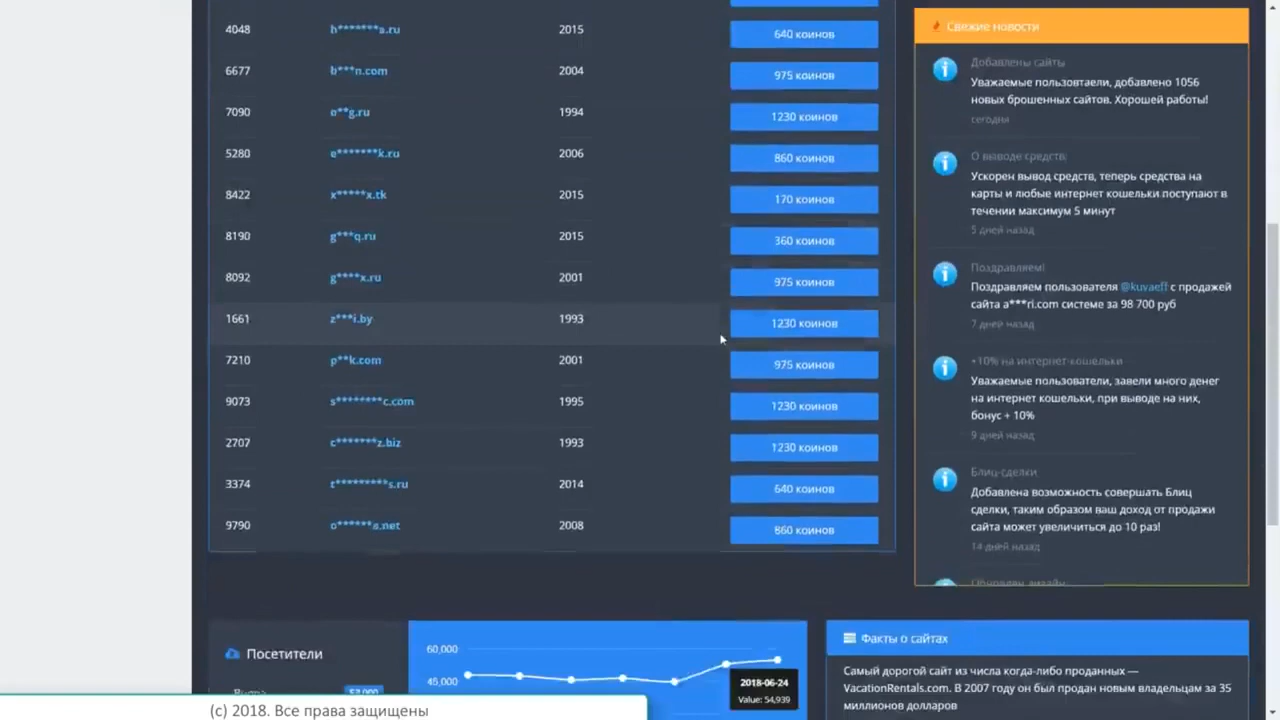 4048 h*******a.ru 2015 640 коинов
6677 b***n.com 2004 975 коинов
7090 o**g.ru 1994 1230 коинов
5280 e*******k.ru 2006 860 коинов
8422 x*****x.tk 2015 170 коинов
8190 g***q.ru 2015 360 коинов
8092 g****x.ru 2001 975 коинов
1661 z***i.by 1993 1230 коинов
7210 p**k.com 2001 975 коинов
9073 s********c.com 1995 1230 коинов
2707 c*******z.biz 1993 1230 коинов
3374 t*********s.ru 2014 640 коинов
9790 o******s.net 2008 860 коинов
Свежие новости
Добавлены сайты
Уважаемые пользовтаели, добавлено 1056
новых брошенных сайтов. Хорошей работы!
сегодня
О выводе средств
Ускорен вывод средств, теперь средства на
карты и любые интернет кошельки поступают в
течении максимум 5 минут
5 дней назад
Поздравляем!
Поздравляем пользователя @kuvaeff с продажей
сайта a***ri.com системе за 98 700 руб
7 дней назад
+10% на интернет-кошельки
Уважаемые пользователи, завели много денег
на интернет кошельки, при выводе на них,
бонус + 10%
9 дней назад
Блиц-сделки
Добавлена возможность совершать Блиц
сделки, таким образом ваш доход от продажи
сайта может увеличиться до 10 раз!
14 дней назад
Посетители
60,000
45,000
2018-06-24
Value: 54,939
Факты о сайтах
Самый дорогой сайт из числа когда-либо проданных —
VacationRentals.com. В 2007 году он был продан новым владельцам за 35
миллионов долларов
(c) 2018. Все права защищены